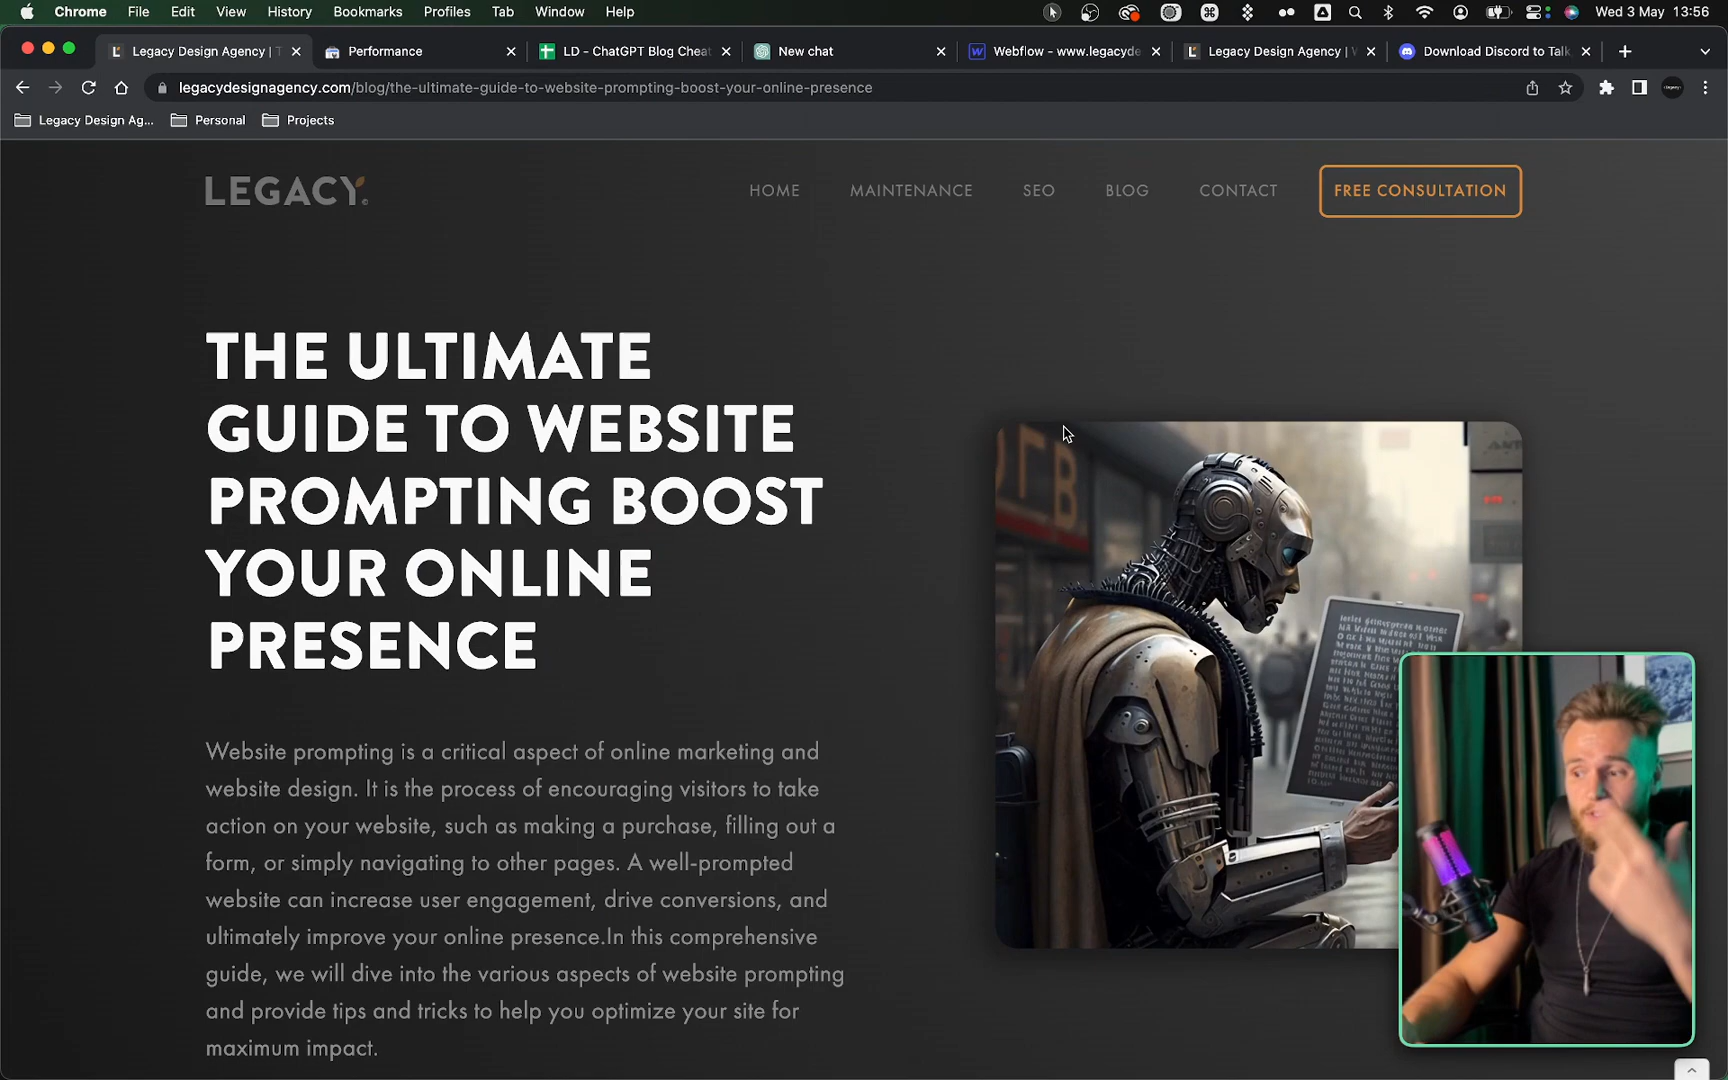 Chrome File Edit View History Bookmarks Profiles Tab Window Help Wed 3 May 13:56
Legacy Design Agency | T Performance LD - ChatGPT Blog Cheat New chat Webflow - www.legacyde Legacy Design Agency | V Download Discord to Talk
legacydesignagency.com/blog/the-ultimate-guide-to-website-prompting-boost-your-online-presence
Legacy Design Ag... Personal Projects
LEGACY HOME MAINTENANCE SEO BLOG CONTACT FREE CONSULTATION
THE ULTIMATE
GUIDE TO WEBSITE
PROMPTING BOOST
YOUR ONLINE
PRESENCE
Website prompting is a critical aspect of online marketing and
website design. It is the process of encouraging visitors to take
action on your website, such as making a purchase, filling out a
form, or simply navigating to other pages. A well-prompted
website can increase user engagement, drive conversions, and
ultimately improve your online presence.In this comprehensive
guide, we will dive into the various aspects of website prompting
and provide tips and tricks to help you optimize your site for
maximum impact.